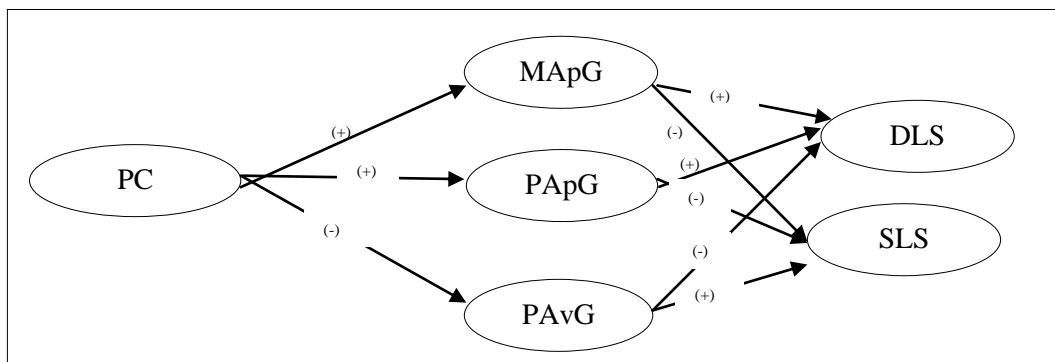 MApG
(+)
(+)
(-)
DLS
(+)
PC
(+)
PApG
(-)
SLS
(-)
(-)
(+)
PAvG